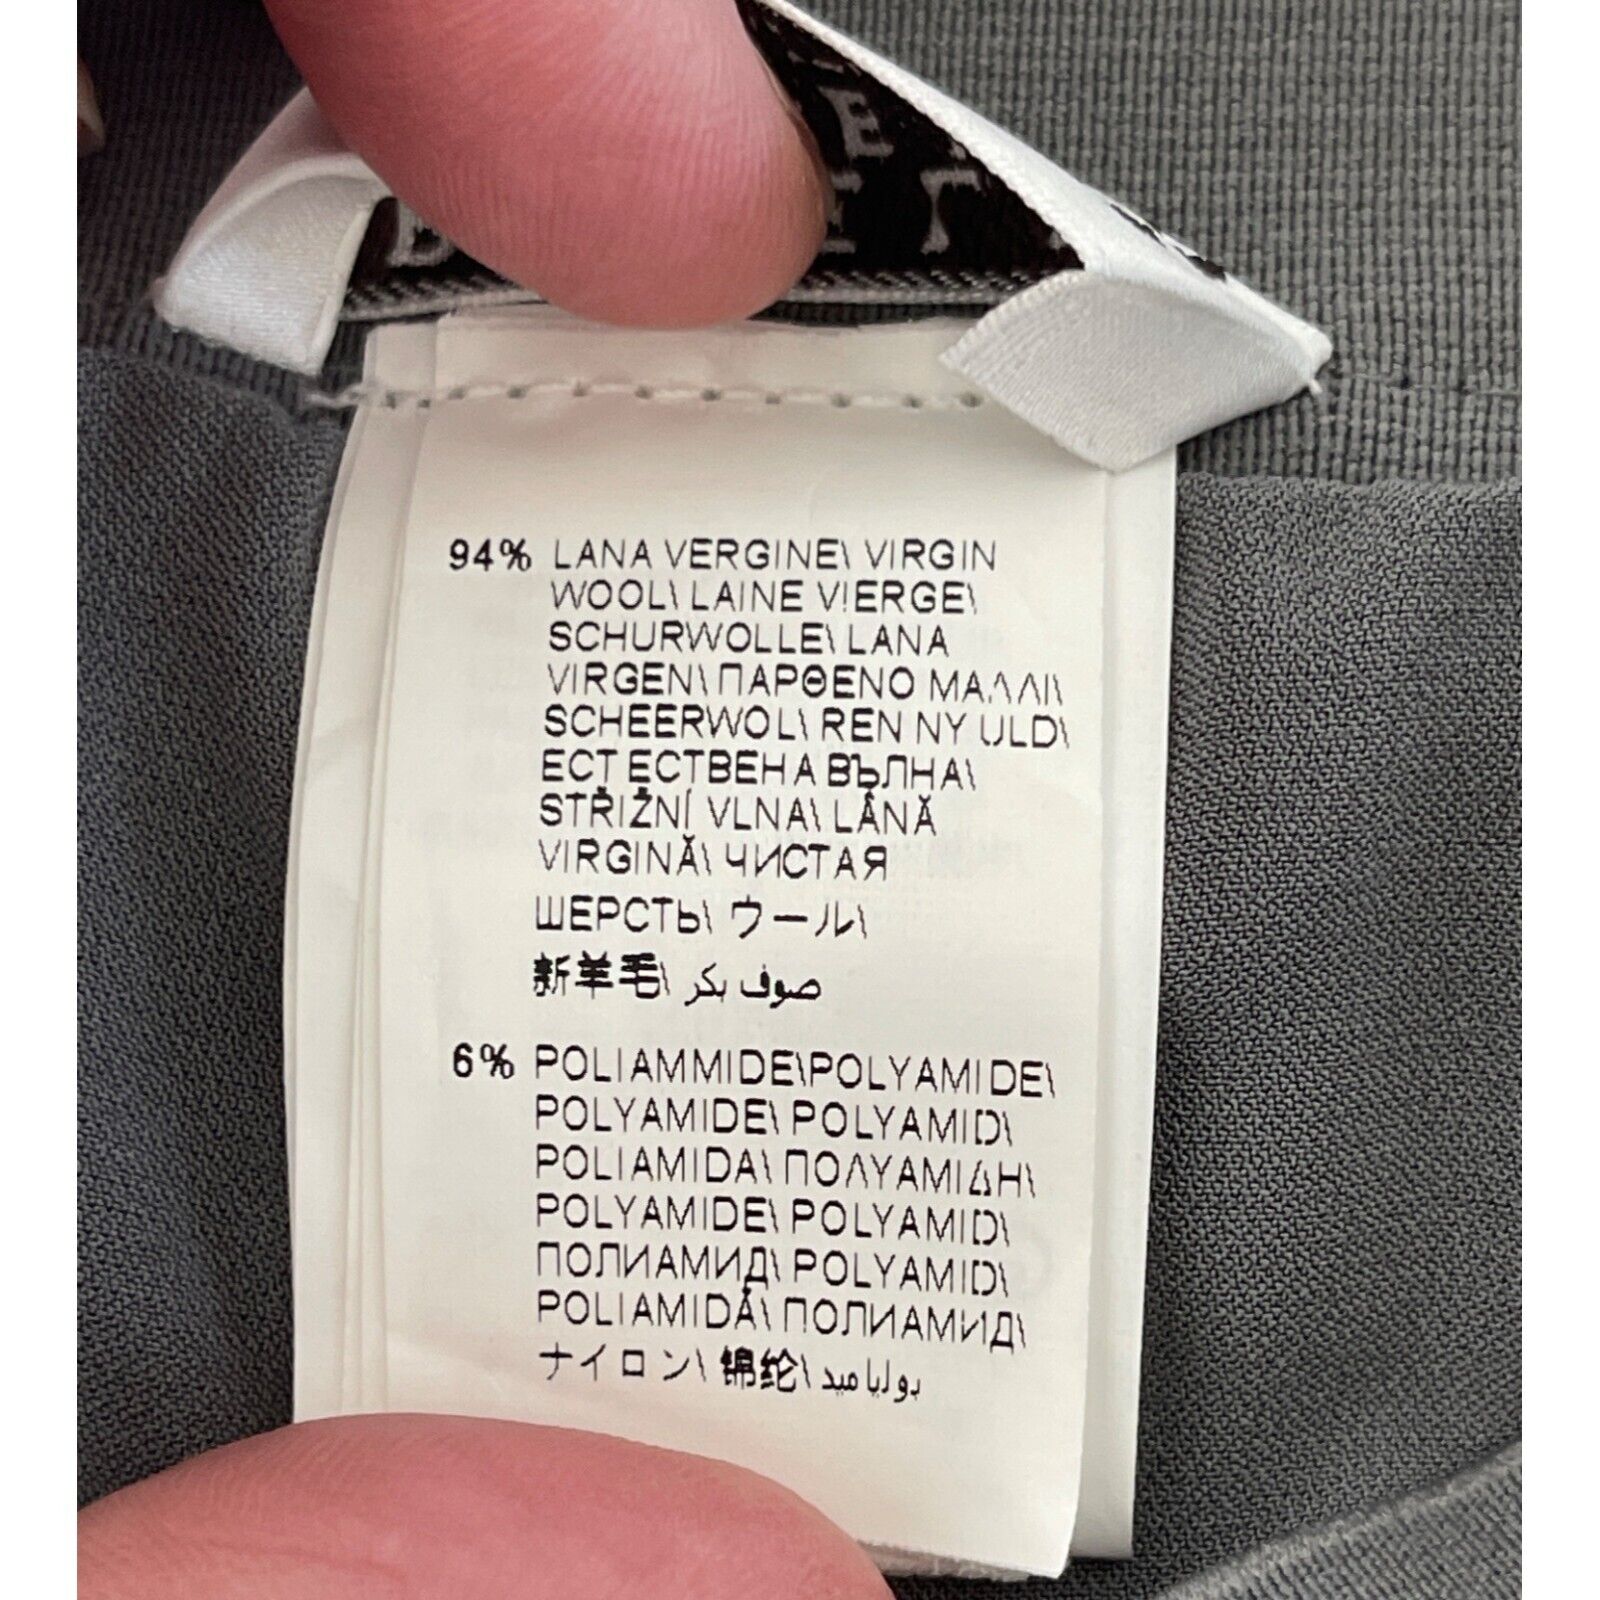 94% LANA VERGINE\ VIRGIN
WOOL\ LAINE VIERGE\
SCHURWOLLE\ LANA
VIRGEN\ ΠΑΡΘΕΝΟ ΜΑΛΛΙ\
SCHEERWOL\ REN NY ULD\
ЕСТЕСТВЕНА ВЪЛНА\
STŘIŽNÍ VLNA\ LÂNĂ
VIRGINĂ\ ЧИСТАЯ
ШЕРСТЬ\ ウール\
新羊毛\ صوف بكر
6% POLIAMMIDE\POLYAMIDE\
POLYAMIDE\ POLYAMID\
POLIAMIDA\ ΠΟΛΥΑΜΙΔΗ\
POLYAMIDE\ POLYAMID\
ПОЛИАМИД\ POLYAMID\
POLIAMIDĂ\ ПОЛИАМИД\
ナイロン\ 锦纶\ بولياميد